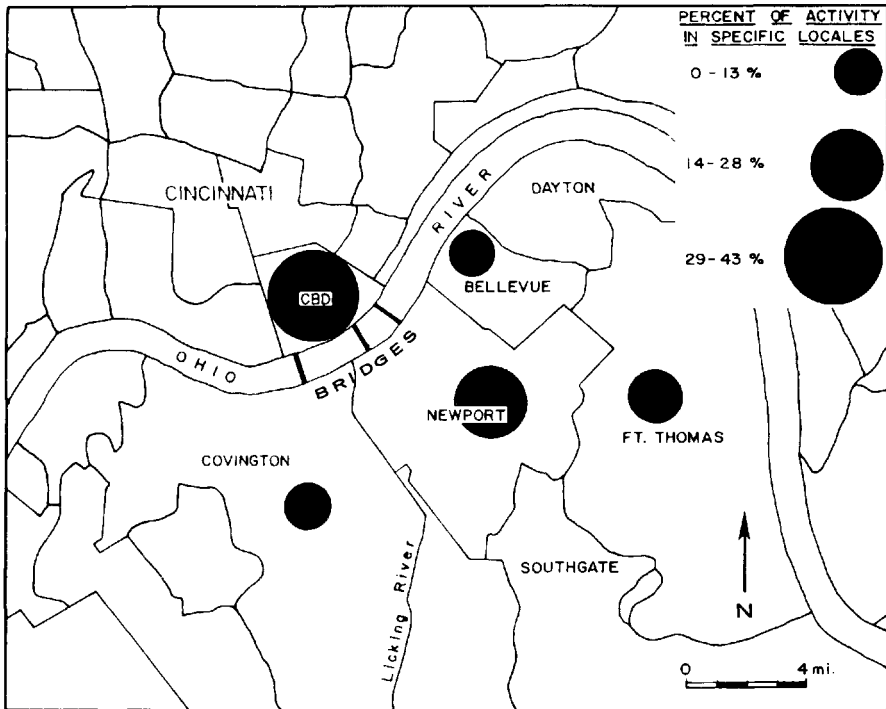 PERCENT OF ACTIVITY
IN SPECIFIC LOCALES
0 - 13 %
14 - 28 %
29 - 43 %
CINCINNATI
RIVER
DAYTON
CBD
BELLEVUE
OHIO
BRIDGES
NEWPORT
FT. THOMAS
COVINGTON
SOUTHGATE
Licking River
N
0 4 mi.